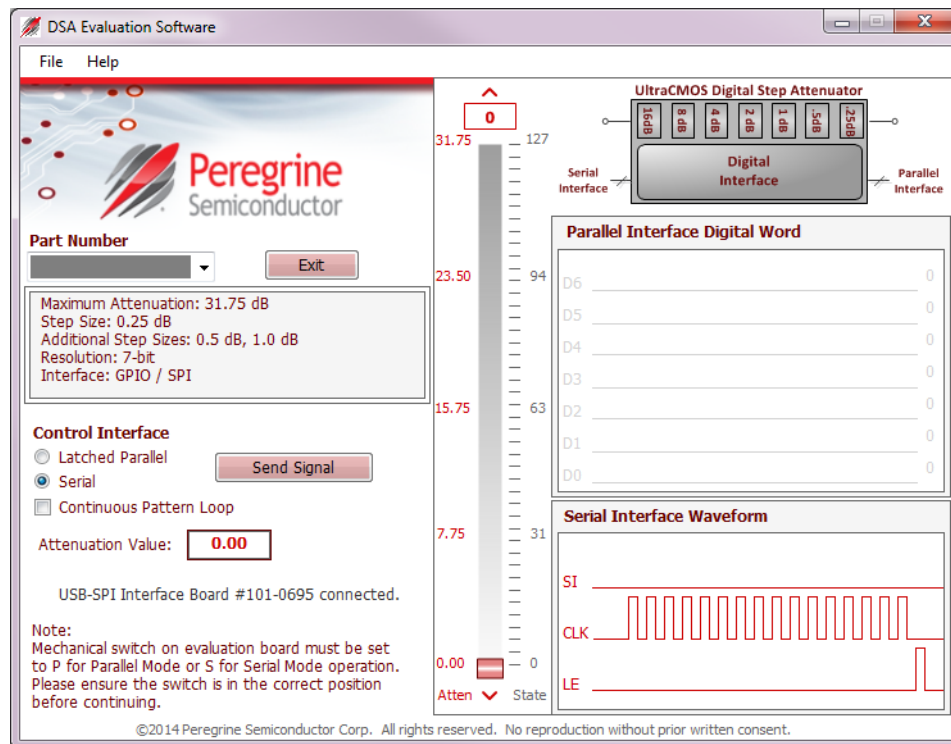 DSA Evaluation Software
File Help
Peregrine
Semiconductor
Part Number
Exit
Maximum Attenuation: 31.75 dB
Step Size: 0.25 dB
Additional Step Sizes: 0.5 dB, 1.0 dB
Resolution: 7-bit
Interface: GPIO / SPI
Control Interface
Latched Parallel
Serial
Send Signal
Continuous Pattern Loop
Attenuation Value: 0.00
USB-SPI Interface Board #101-0695 connected.
Note:
Mechanical switch on evaluation board must be set
to P for Parallel Mode or S for Serial Mode operation.
Please ensure the switch is in the correct position
before continuing.
0
31.75 127
23.50 94
15.75 63
7.75 31
0.00 0
Atten State
UltraCMOS Digital Step Attenuator
16dB 8 dB 4 dB 2 dB 1 dB .5dB .25dB
Digital
Interface
Serial
Interface
Parallel
Interface
Parallel Interface Digital Word
D6 0
D5 0
D4 0
D3 0
D2 0
D1 0
D0 0
Serial Interface Waveform
SI
CLK
LE
©2014 Peregrine Semiconductor Corp. All rights reserved. No reproduction without prior written consent.